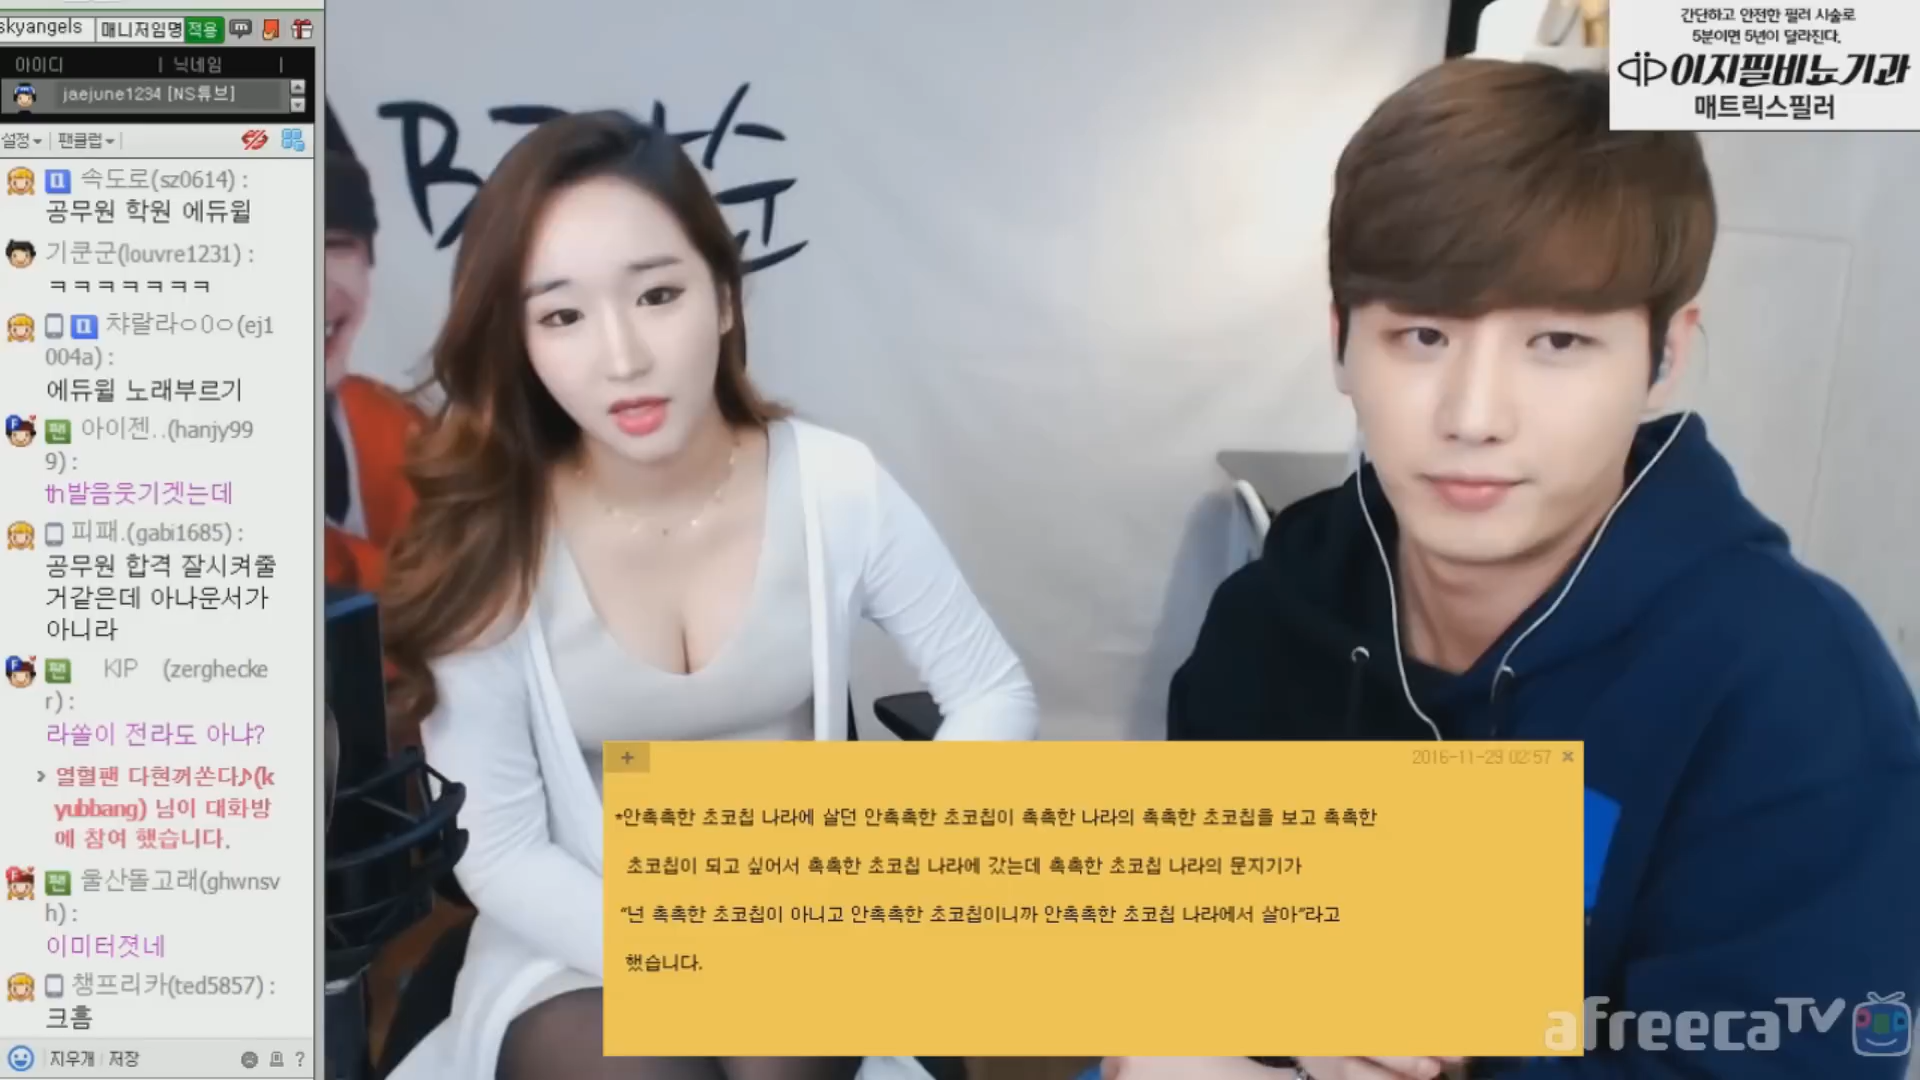 skyangels
매니저임명
적용
아이디 | 닉네임 |
jaejune1234 [NS튜브]
설정 팬클럽
속도로(sz0614) :
공무원 학원 에듀윌
기쿤군(louvre1231) :
ㅋㅋㅋㅋㅋㅋㅋ
챠랄라ㅇ0ㅇ(ej1
004a) :
에듀윌 노래부르기
팬 아이젠..(hanjy99
9) :
th발음웃기겟는데
피패.(gabi1685) :
공무원 합격 잘시켜줄
거같은데 아나운서가
아니라
팬 KIP (zerghecke
r) :
라쏠이 전라도 아냐?
> 열혈팬 다현꺼쏜다♪(k
yubbang) 님이 대화방
에 참여 했습니다.
팬 울산돌고래(ghwnsv
h) :
이미터졋네
챙프리카(ted5857) :
크흠
지우개 저장 ?
간단하고 안전한 필러 시술로
5분이면 5년이 달라진다.
이지필비뇨기과
매트릭스필러
+ 2016-11-29 02:57 ×
*안촉촉한 초코칩 나라에 살던 안촉촉한 초코칩이 촉촉한 나라의 촉촉한 초코칩을 보고 촉촉한
초코칩이 되고 싶어서 촉촉한 초코칩 나라에 갔는데 촉촉한 초코칩 나라의 문지기가
“넌 촉촉한 초코칩이 아니고 안촉촉한 초코칩이니까 안촉촉한 초코칩 나라에서 살아”라고
했습니다.
afreecaTV